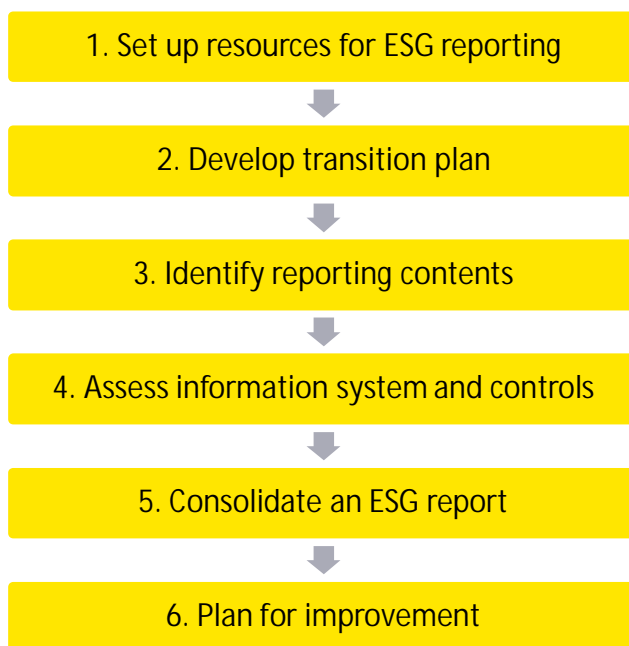 1. Set up resources for ESG reporting
2. Develop transition plan
3. Identify reporting contents
4. Assess information system and controls
5. Consolidate an ESG report
6. Plan for improvement